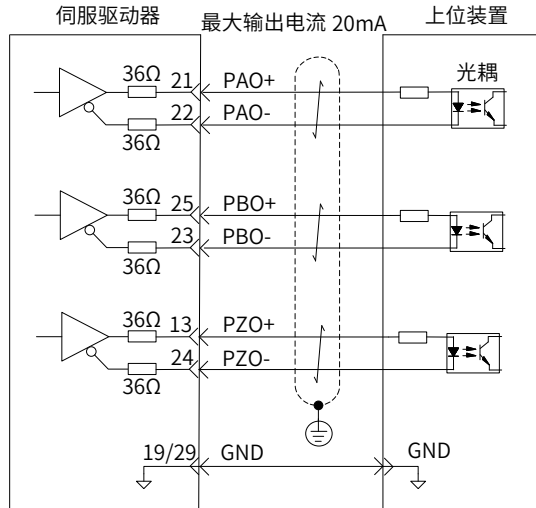 伺服驱动器
最大输出电流 20mA
上位装置
36Ω
21
PAO+
光耦
22
PAO-
36Ω
36Ω
25
PBO+
23
PBO-
36Ω
36Ω
13
PZO+
24
PZO-
36Ω
19/29
GND
GND